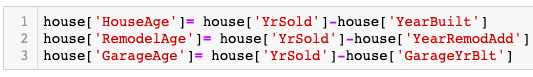 1 house['HouseAge']= house['YrSold']-house['YearBuilt']
2 house['RemodelAge']= house['YrSold']-house['YearRemodAdd']
3 house['GarageAge']= house['YrSold']-house['GarageYrBlt']